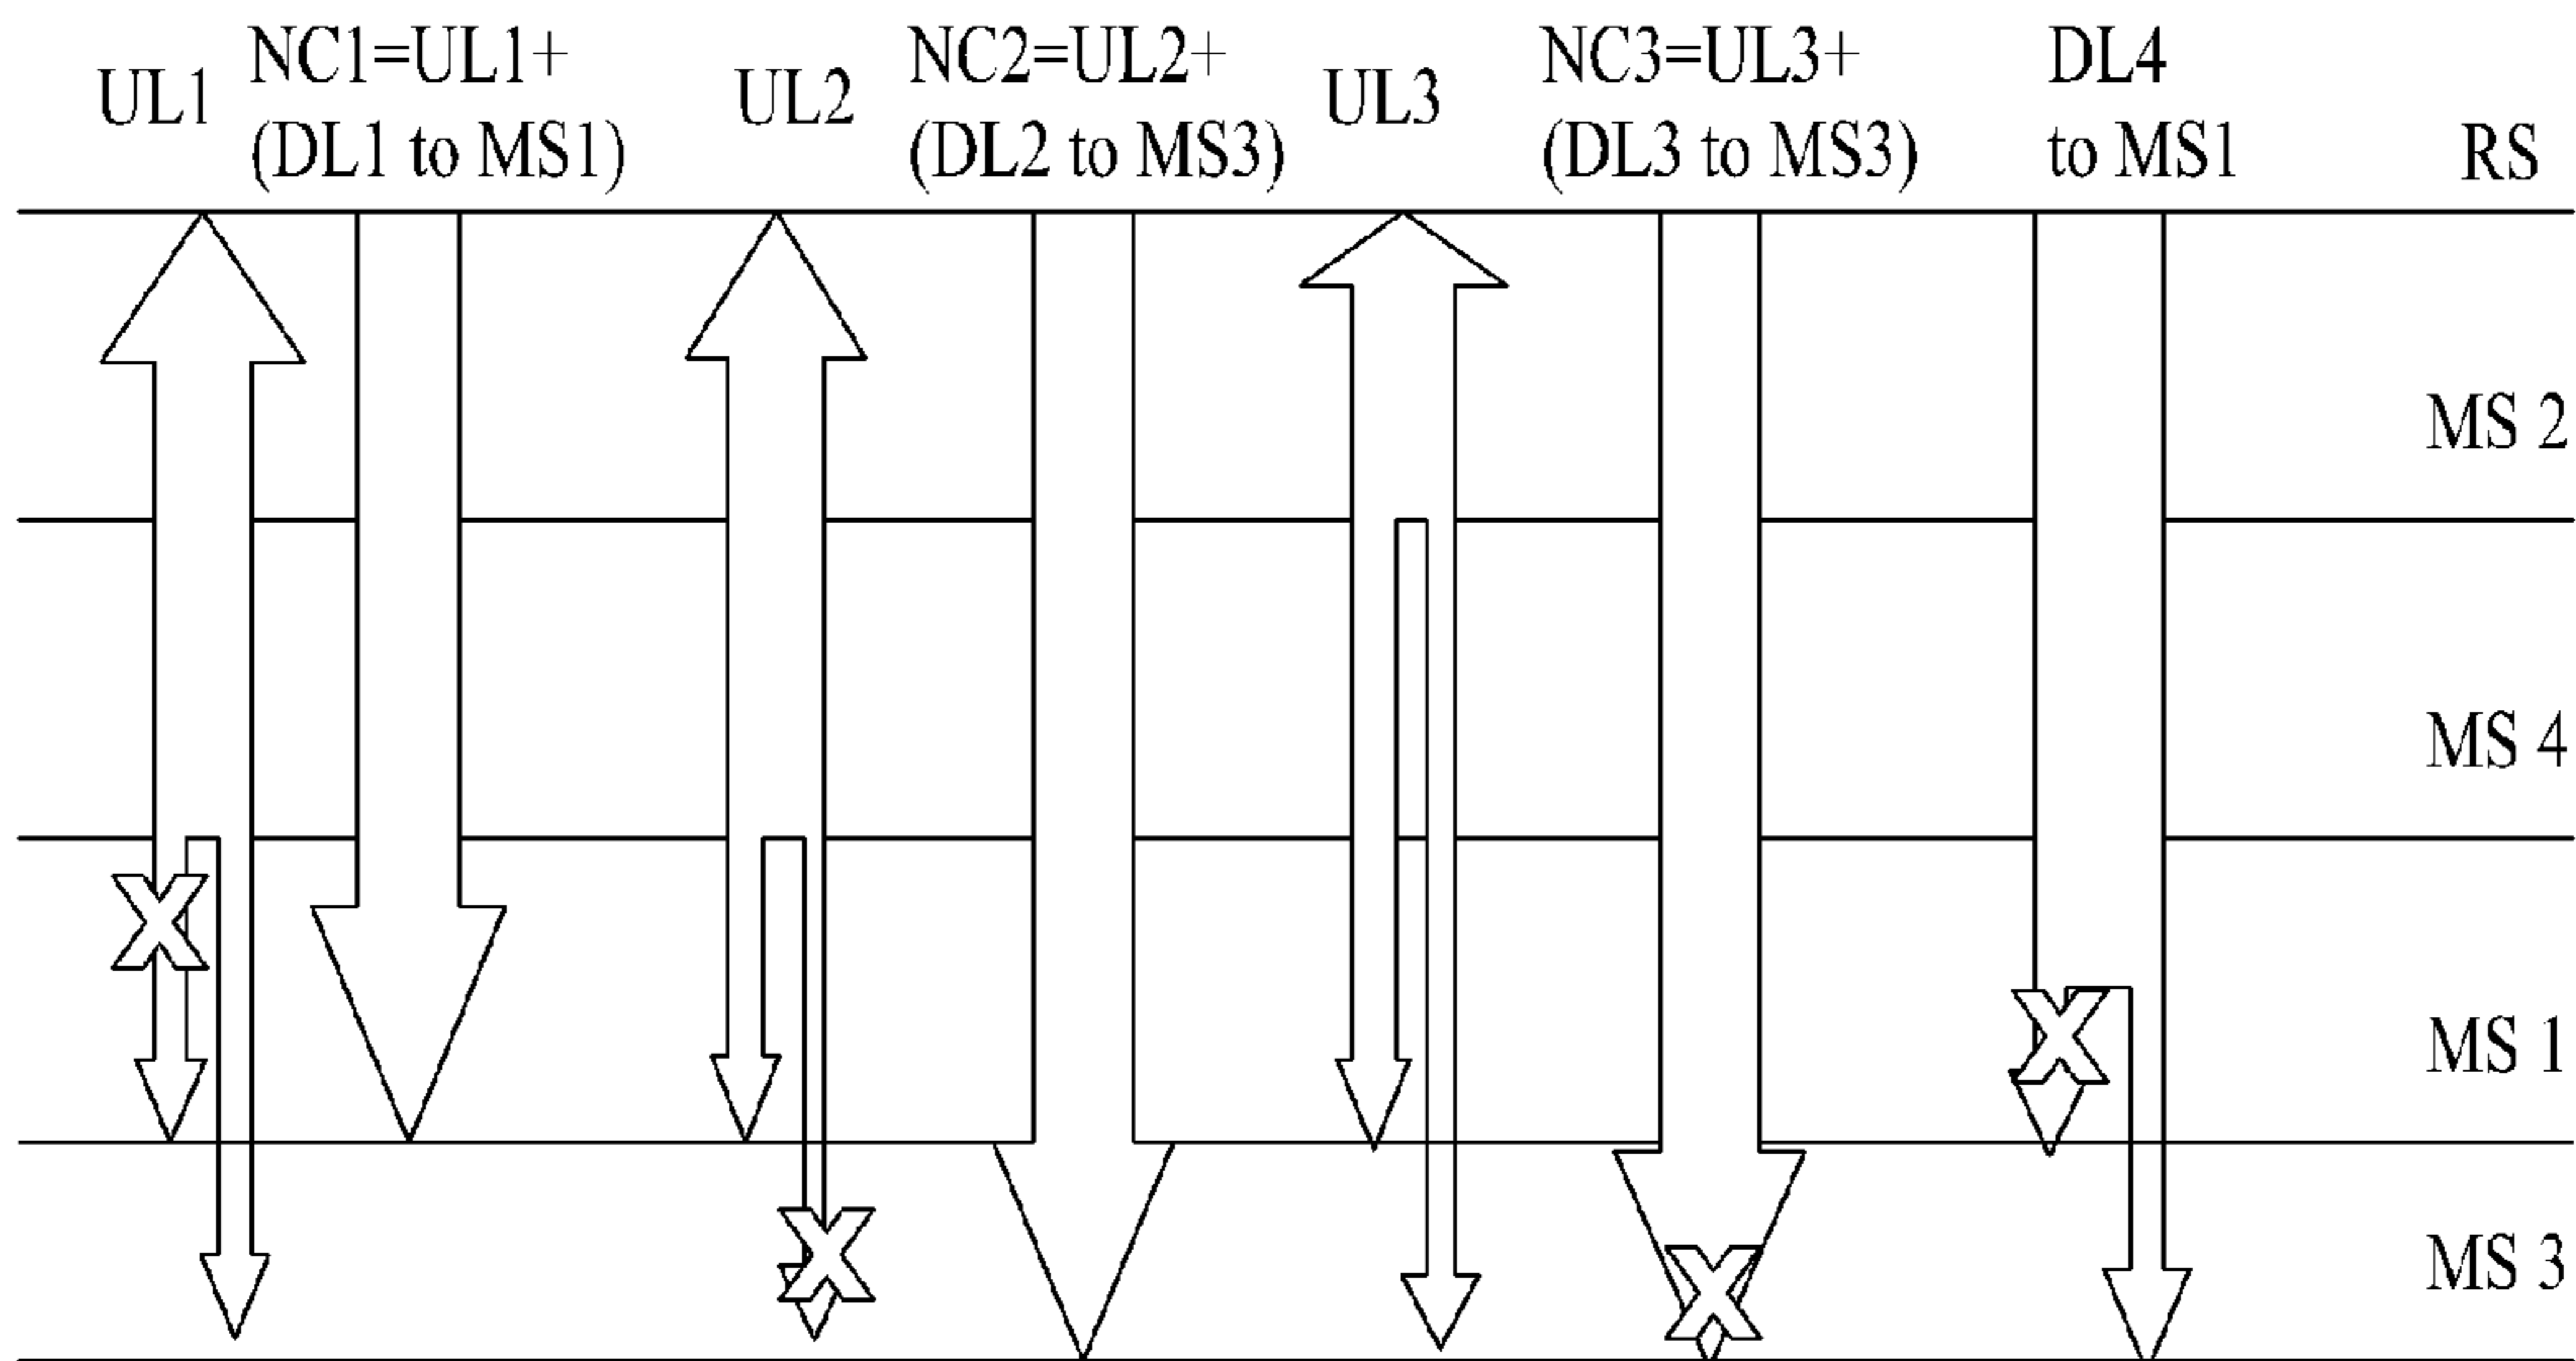 UL1
NC1=UL1+
(DL1 to MS1)
UL2
NC2=UL2+
(DL2 to MS3)
UL3
NC3=UL3+
(DL3 to MS3)
DL4
to MS1
RS
MS 2
MS 4
X
MS 1
X
X
MS 3
X